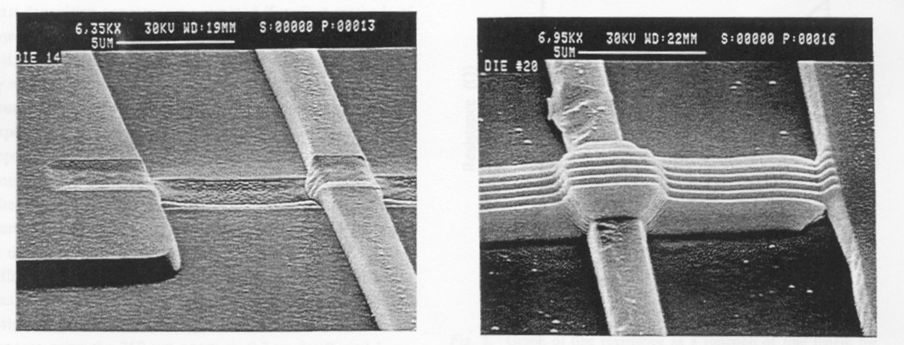 6,35KX 30KV WD:19MM S:00000 P:00013
5UM
DIE 14
6,95KX 30KV WD:22MM S:00000 P:00016
5UM
DIE #20